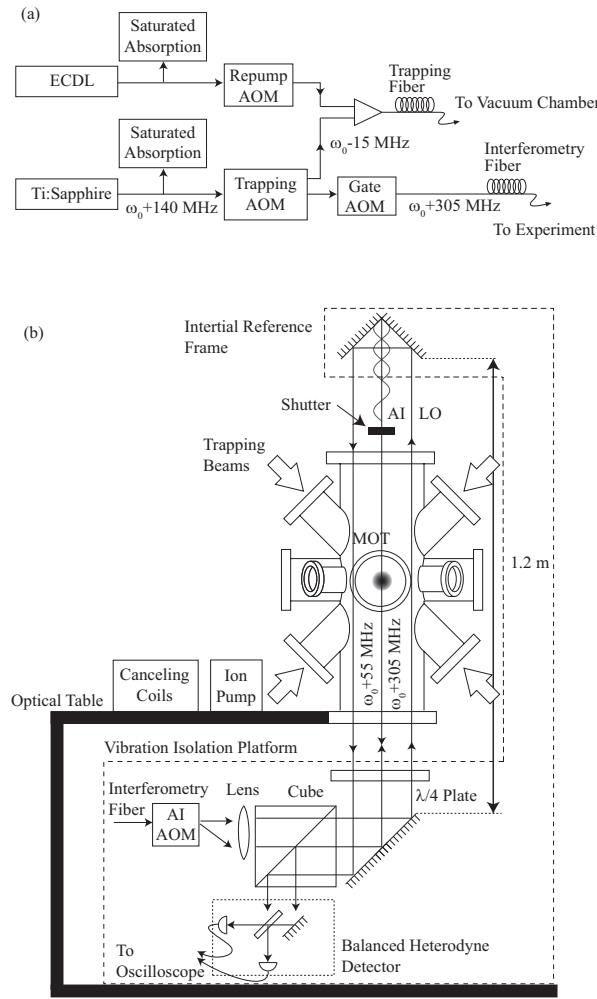 (a)
Saturated
Absorption
ECDL
Repump
AOM
Trapping
Fiber
To Vacuum Chamber
ω₀-15 MHz
Saturated
Absorption
Interferometry
Fiber
Ti:Sapphire
ω₀+140 MHz
Trapping
AOM
Gate
AOM
ω₀+305 MHz
To Experiment
(b)
Intertial Reference
Frame
Shutter
AI
LO
Trapping
Beams
MOT
1.2 m
ω₀+55 MHz
ω₀+305 MHz
Canceling
Coils
Ion
Pump
Optical Table
Vibration Isolation Platform
Interferometry
Fiber
Lens
Cube
λ/4 Plate
AI
AOM
To
Oscilloscope
Balanced Heterodyne
Detector